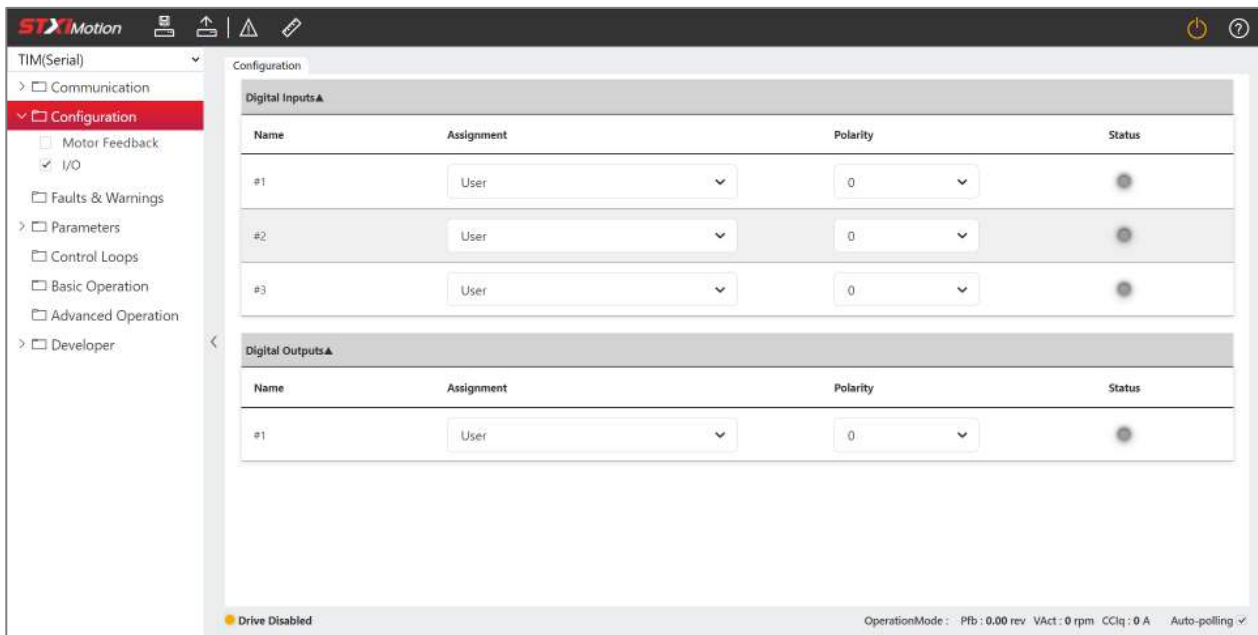 STXI Motion
TIM(Serial)
Communication
Configuration
Motor Feedback
I/O
Faults & Warnings
Parameters
Control Loops
Basic Operation
Advanced Operation
Developer
Configuration
Digital Inputs▲
Name Assignment Polarity Status
#1 User 0
#2 User 0
#3 User 0
Digital Outputs▲
Name Assignment Polarity Status
#1 User 0
Drive Disabled
OperationMode : Pfb : 0.00 rev VAct : 0 rpm CCIq : 0 A Auto-polling